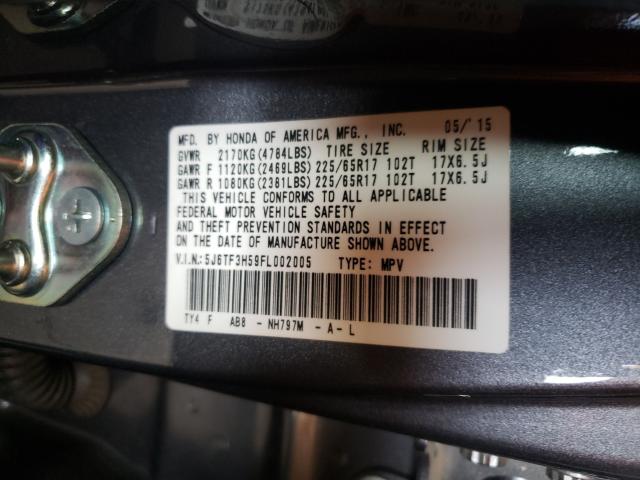 MFD. BY HONDA OF AMERICA MFG., INC. 05/'15
GVWR 2170KG(4784LBS) TIRE SIZE RIM SIZE
GAWR F 1120KG(2469LBS) 225/65R17 102T 17X6.5J
GAWR R 1080KG(2381LBS) 225/65R17 102T 17X6.5J
THIS VEHICLE CONFORMS TO ALL APPLICABLE
FEDERAL MOTOR VEHICLE SAFETY
AND THEFT PREVENTION STANDARDS IN EFFECT
ON THE DATE OF MANUFACTURE SHOWN ABOVE.
V.I.N.:5J6TF3H59FL002005 TYPE: MPV
TY4 F AB8 - NH797M - A - L